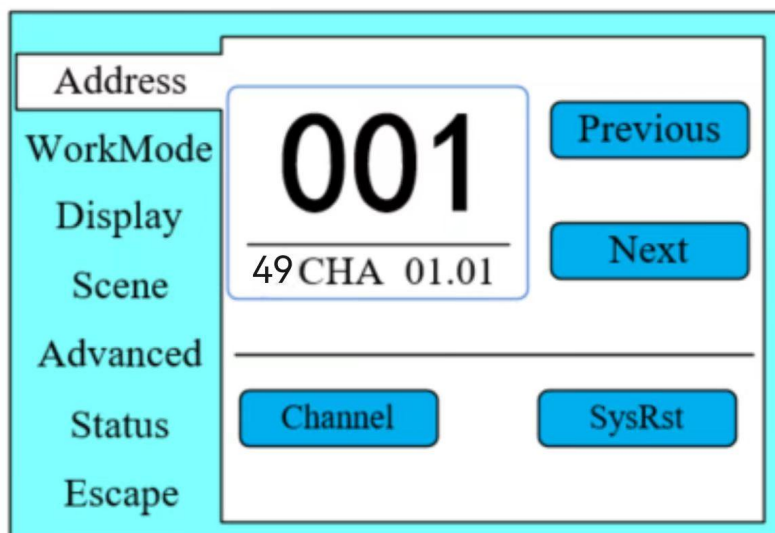 Address
WorkMode
Display
Scene
Advanced
Status
Escape
001
49CHA 01.01
Previous
Next
Channel
SysRst